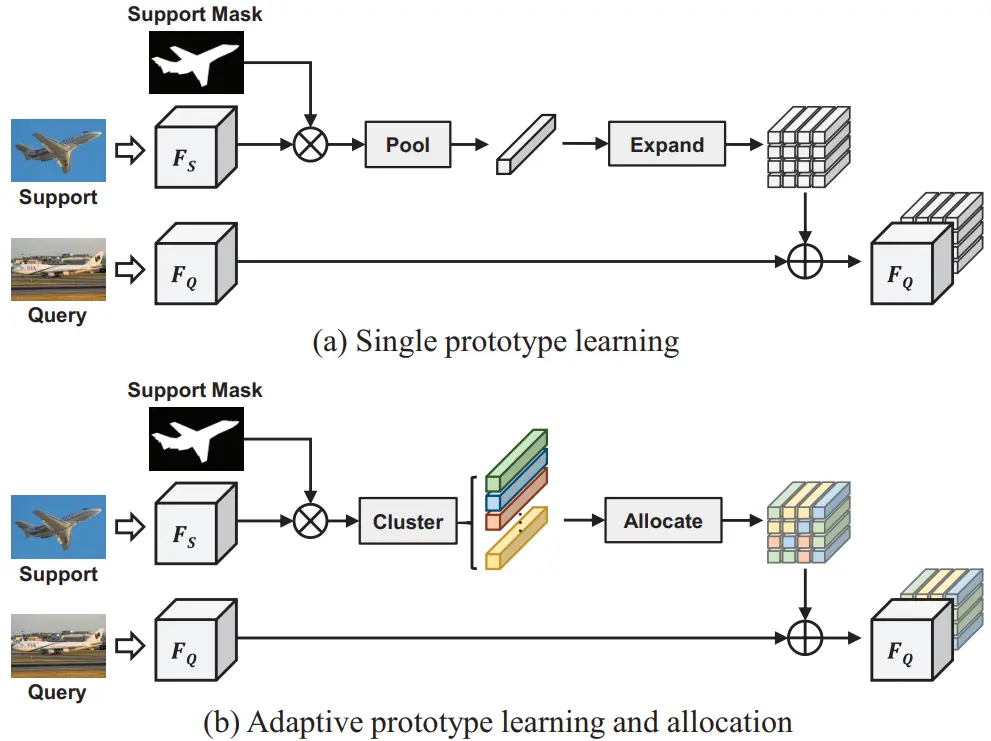 Support Mask
F_S
Pool
Expand
Support
F_Q
F_Q
Query
(a) Single prototype learning
Support Mask
F_S
Cluster
Allocate
Support
F_Q
F_Q
Query
(b) Adaptive prototype learning and allocation